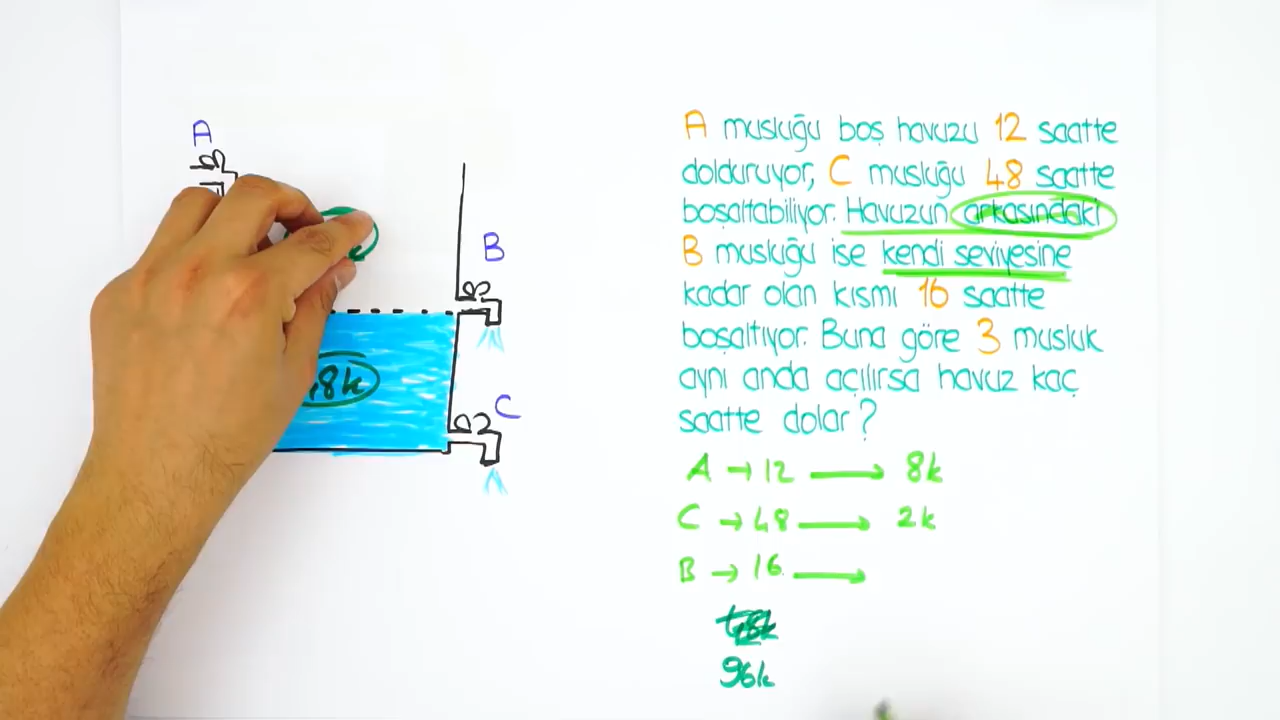 A
B
48k
C
A musluğu boş havuzu 12 saatte
dolduruyor, C musluğu 48 saatte
boşaltabiliyor. Havuzun arkasındaki
B musluğu ise kendi seviyesine
kadar olan kısmı 16 saatte
boşaltıyor. Buna göre 3 musluk
aynı anda açılırsa havuz kaç
saatte dolar?
A → 12 → 8k
C → 48 → 2k
B → 16 →
96k